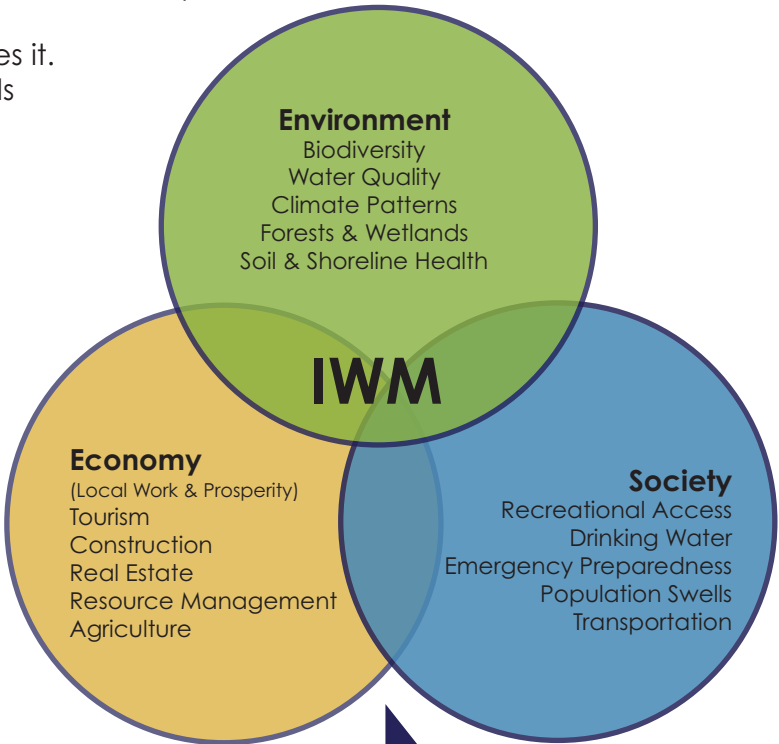 es it.
ls
Environment
Biodiversity
Water Quality
Climate Patterns
Forests & Wetlands
Soil & Shoreline Health
IWM
Economy
(Local Work & Prosperity)
Tourism
Construction
Real Estate
Resource Management
Agriculture
Society
Recreational Access
Drinking Water
Emergency Preparedness
Population Swells
Transportation